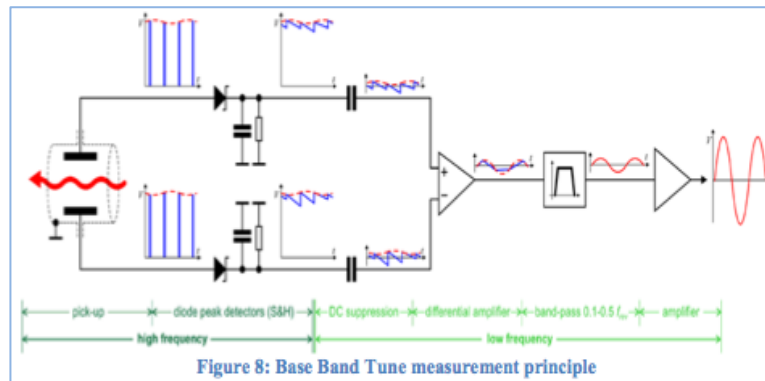 V
V
t
t
t
V
V
t
t
V
t
t
+
−
t
pick-up
diode peak detectors (S&H)
DC suppression
differential amplifier
band-pass 0.1-0.5 f
amplifier
high frequency
low frequency
Figure 8: Base Band Tune measurement principle